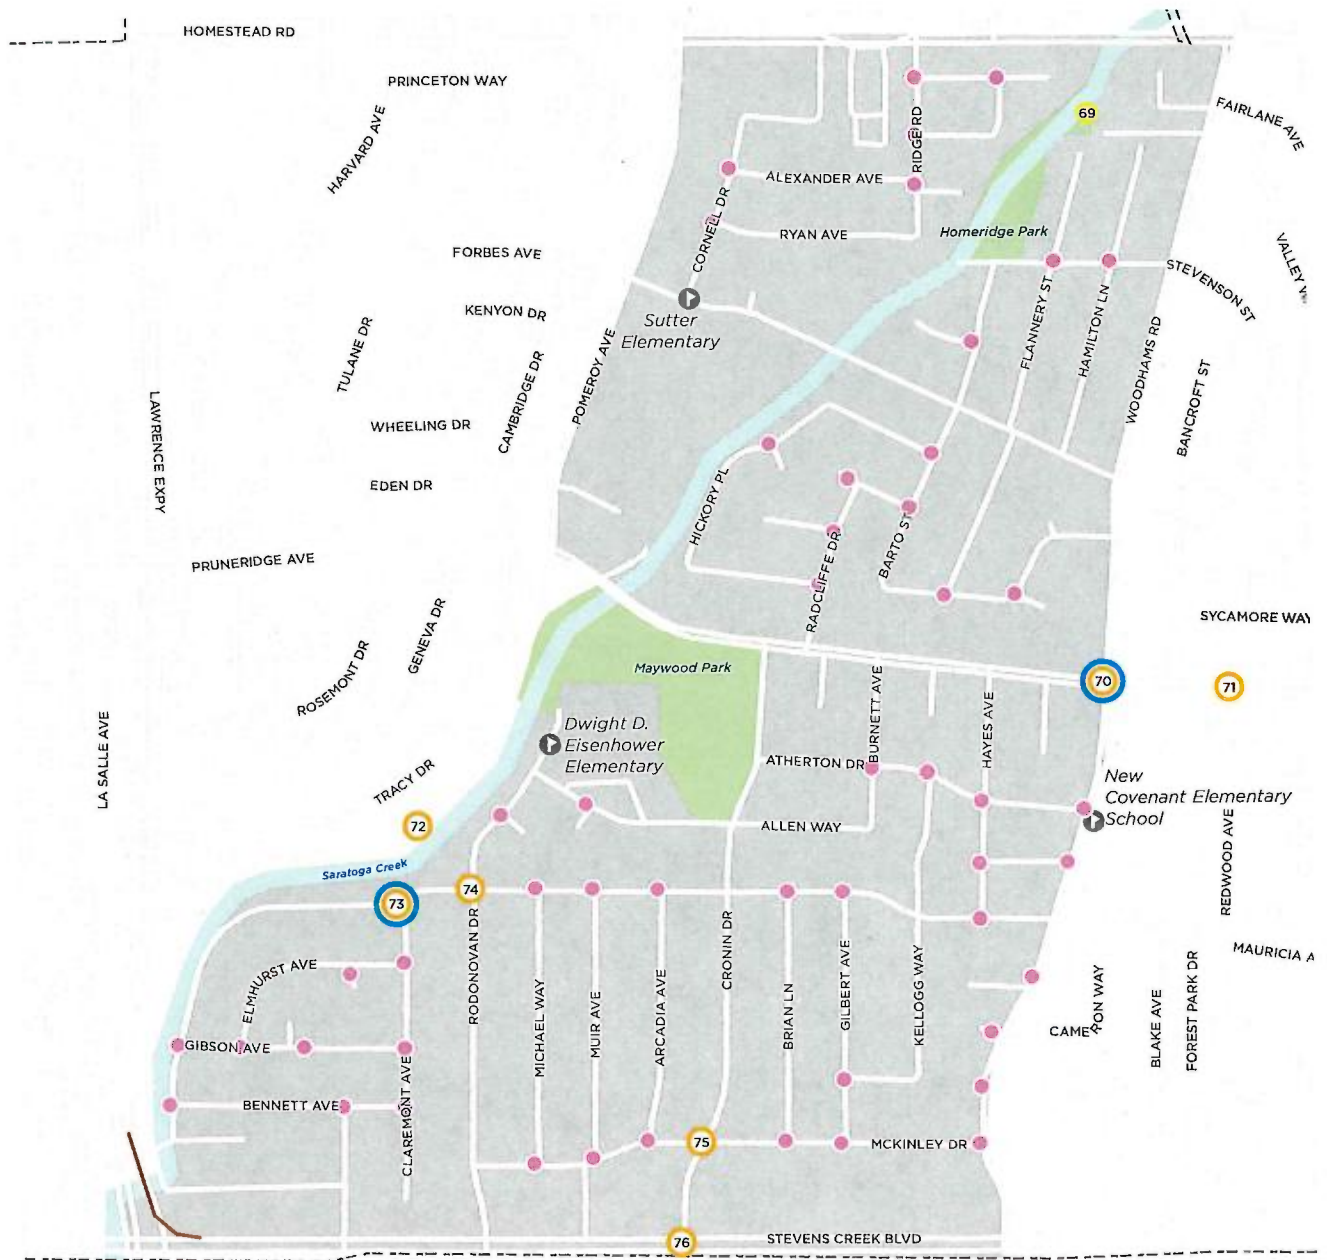 HOMESTEAD RD
PRINCETON WAY
HARVARD AVE
RIDGE RD
69
FAIRLANE AVE
ALEXANDER AVE
CORNELL DR
RYAN AVE
Homeridge Park
FORBES AVE
STEVENSON ST
VALLEY
KENYON DR
Sutter
Elementary
FLANNERY ST
HAMILTON LN
WOODHAMS RD
TULANE DR
CAMBRIDGE DR
POMEROY AVE
BANCROFT ST
LAWRENCE EXPY
WHEELING DR
EDEN DR
HICKORY PL
RADCLIFFE DR
BARTO ST
PRUNERIDGE AVE
SYCAMORE WAY
GENEVA DR
ROSEMONT DR
Maywood Park
70
71
LA SALLE AVE
BURNETT AVE
HAYES AVE
Dwight D.
Eisenhower
Elementary
ATHERTON DR
TRACY DR
New
Covenant Elementary
School
72
ALLEN WAY
REDWOOD AVE
Saratoga Creek
73
74
RODONOVAN DR
CRONIN DR
ELMHURST AVE
MICHAEL WAY
MUIR AVE
ARCADIA AVE
BRIAN LN
GILBERT AVE
KELLOGG WAY
MAURICIA A
CAMERON WAY
BLAKE AVE
FOREST PARK DR
GIBSON AVE
BENNETT AVE
CLAREMONT AVE
75
MCKINLEY DR
76
STEVENS CREEK BLVD